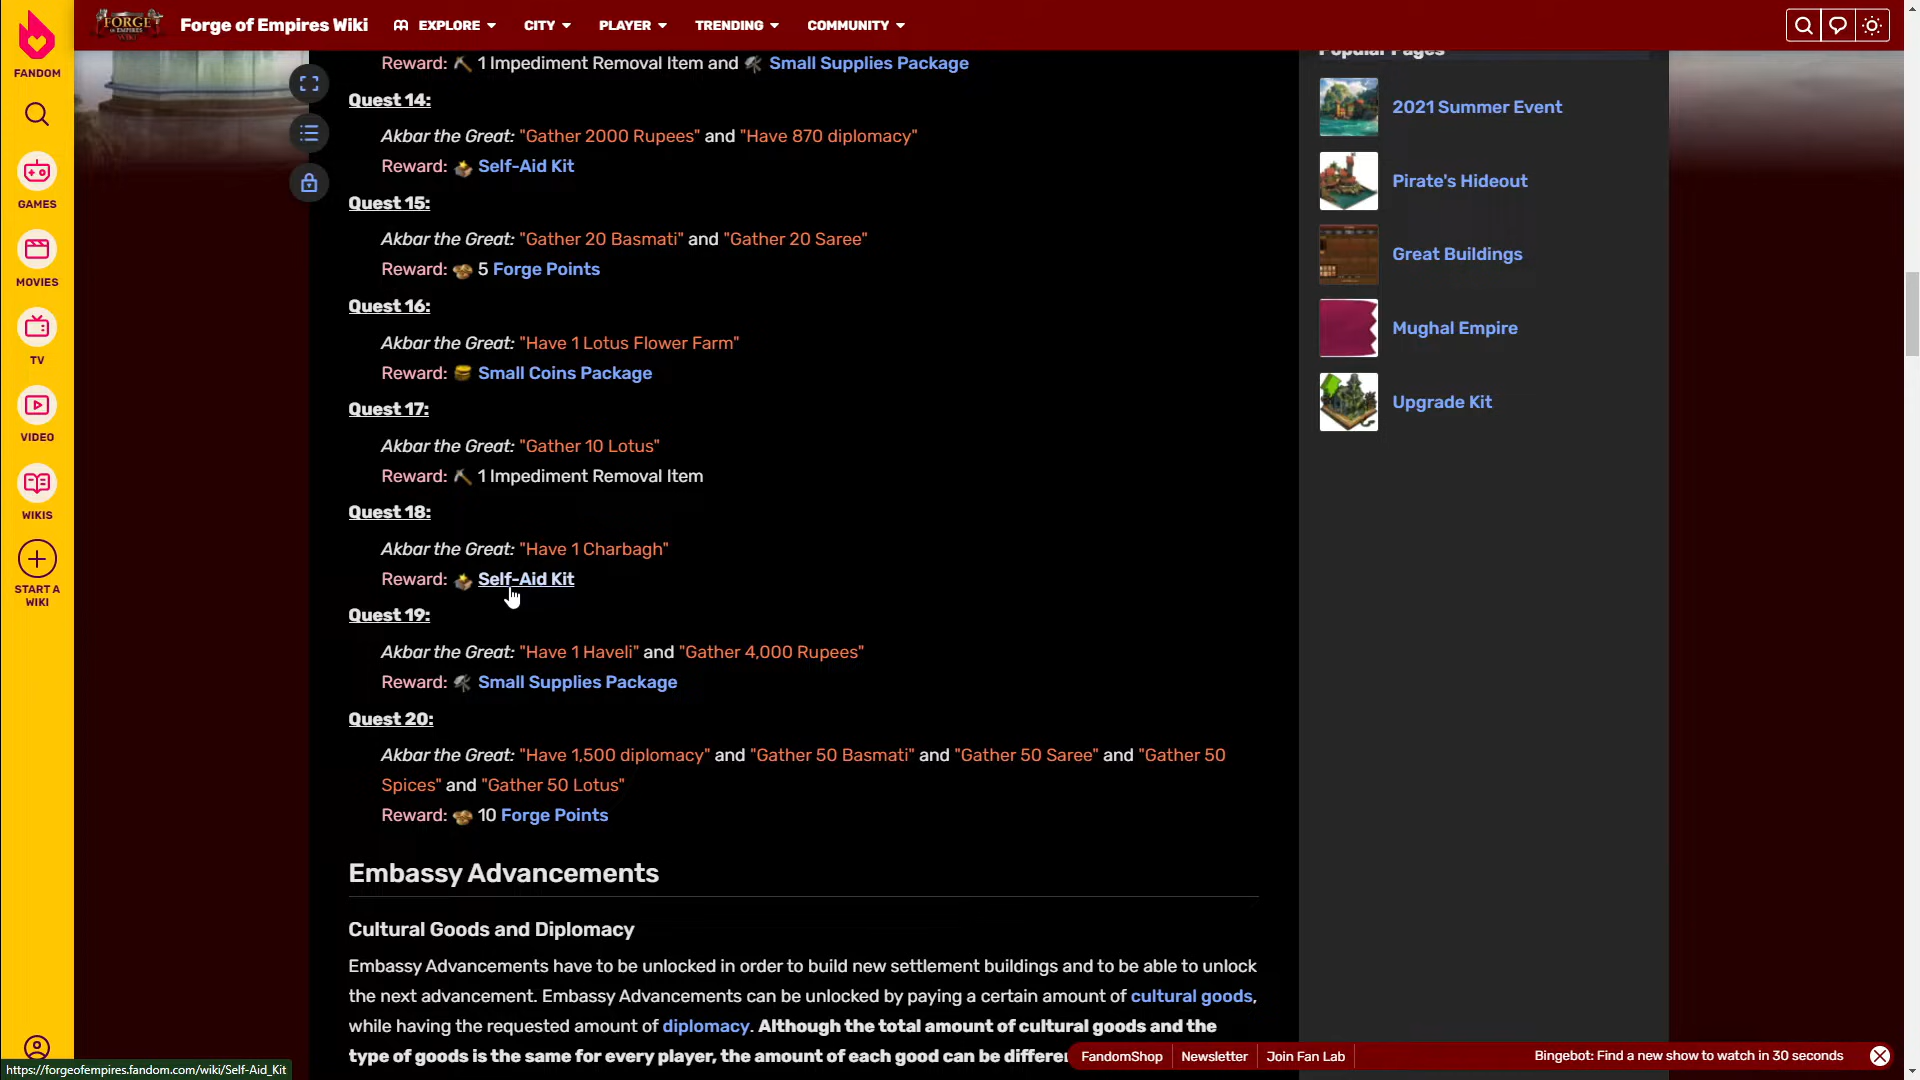 FANDOM
GAMES
MOVIES
TV
VIDEO
WIKIS
START A
WIKI
FORGE
OF EMPIRES
WIKI
Forge of Empires Wiki
EXPLORE
CITY
PLAYER
TRENDING
COMMUNITY
Reward: 1 Impediment Removal Item and Small Supplies Package
Quest 14:
Akbar the Great: "Gather 2000 Rupees" and "Have 870 diplomacy"
Reward: Self-Aid Kit
Quest 15:
Akbar the Great: "Gather 20 Basmati" and "Gather 20 Saree"
Reward: 5 Forge Points
Quest 16:
Akbar the Great: "Have 1 Lotus Flower Farm"
Reward: Small Coins Package
Quest 17:
Akbar the Great: "Gather 10 Lotus"
Reward: 1 Impediment Removal Item
Quest 18:
Akbar the Great: "Have 1 Charbagh"
Reward: Self-Aid Kit
Quest 19:
Akbar the Great: "Have 1 Haveli" and "Gather 4,000 Rupees"
Reward: Small Supplies Package
Quest 20:
Akbar the Great: "Have 1,500 diplomacy" and "Gather 50 Basmati" and "Gather 50 Saree" and "Gather 50
Spices" and "Gather 50 Lotus"
Reward: 10 Forge Points
Embassy Advancements
Cultural Goods and Diplomacy
Embassy Advancements have to be unlocked in order to build new settlement buildings and to be able to unlock
the next advancement. Embassy Advancements can be unlocked by paying a certain amount of cultural goods,
while having the requested amount of diplomacy. Although the total amount of cultural goods and the
type of goods is the same for every player, the amount of each good can be differe
Popular Pages
2021 Summer Event
Pirate's Hideout
Great Buildings
Mughal Empire
Upgrade Kit
FandomShop
Newsletter
Join Fan Lab
Bingebot: Find a new show to watch in 30 seconds
https://forgeofempires.fandom.com/wiki/Self-Aid_Kit